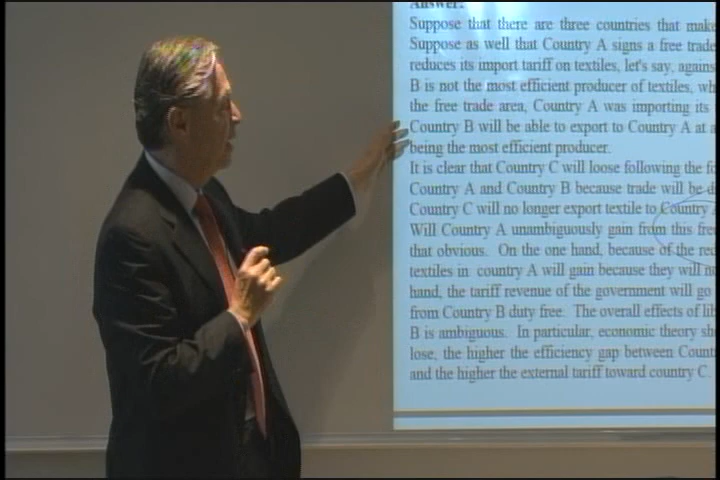 Answer:
Suppose that there are three countries that make
Suppose as well that Country A signs a free trade
reduces its import tariff on textiles, let's say, agains
B is not the most efficient producer of textiles, wh
the free trade area, Country A was importing its
Country B will be able to export to Country A at a
being the most efficient producer.
It is clear that Country C will loose following the fo
Country A and Country B because trade will be d
Country C will no longer export textile to Country
Will Country A unambiguously gain from this fre
that obvious. On the one hand, because of the red
textiles in country A will gain because they will n
hand, the tariff revenue of the government will go
from Country B duty free. The overall effects of lib
B is ambiguous. In particular, economic theory sh
lose, the higher the efficiency gap between Count
and the higher the external tariff toward country C.